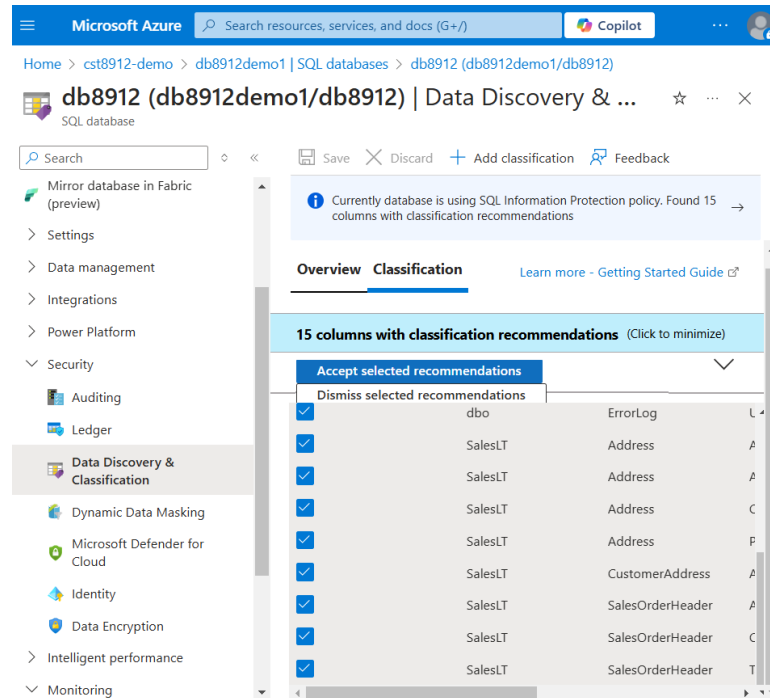 Microsoft Azure
Search resources, services, and docs (G+/)
Copilot
Home > cst8912-demo > db8912demo1 | SQL databases > db8912 (db8912demo1/db8912)
db8912 (db8912demo1/db8912) | Data Discovery & ...
SQL database
Search
Save
Discard
Add classification
Feedback
Mirror database in Fabric
(preview)
Settings
Data management
Integrations
Power Platform
Security
Auditing
Ledger
Data Discovery &
Classification
Dynamic Data Masking
Microsoft Defender for
Cloud
Identity
Data Encryption
Intelligent performance
Monitoring
Currently database is using SQL Information Protection policy. Found 15
columns with classification recommendations
Overview Classification
Learn more - Getting Started Guide
15 columns with classification recommendations (Click to minimize)
Accept selected recommendations
Dismiss selected recommendations
dbo ErrorLog
SalesLT Address
SalesLT Address
SalesLT Address
SalesLT Address
SalesLT CustomerAddress
SalesLT SalesOrderHeader
SalesLT SalesOrderHeader
SalesLT SalesOrderHeader